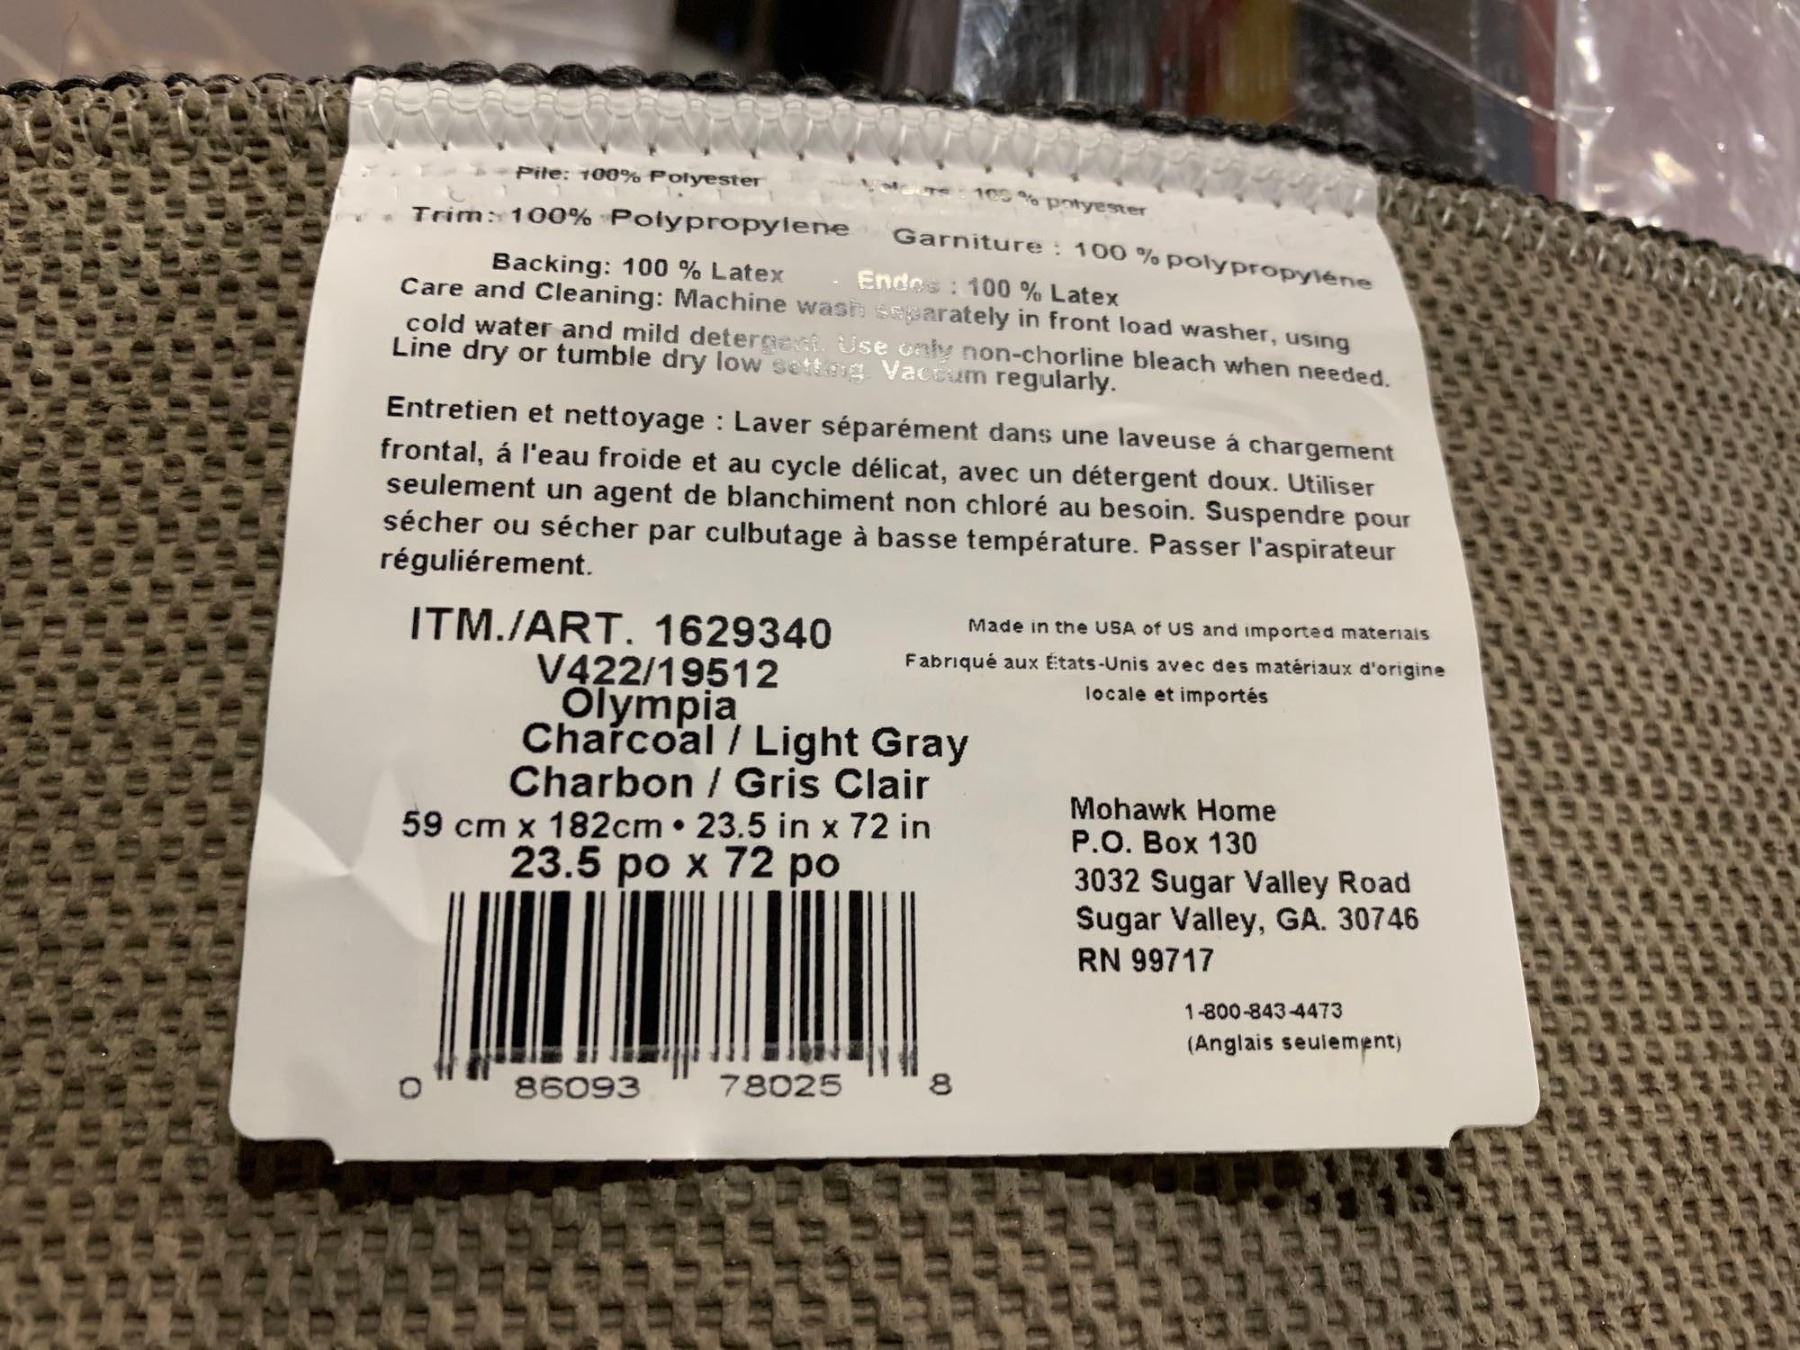 Pile: 100% Polyester
Velours : 100 % polyester
Trim: 100% Polypropylene
Garniture : 100 % polypropylène
Backing: 100 % Latex
Endos : 100 % Latex
Care and Cleaning: Machine wash separately in front load washer, using
cold water and mild detergent. Use only non-chorline bleach when needed.
Line dry or tumble dry low setting. Vaccum regularly.
Entretien et nettoyage : Laver séparément dans une laveuse á chargement
frontal, á l'eau froide et au cycle délicat, avec un détergent doux. Utiliser
seulement un agent de blanchiment non chloré au besoin. Suspendre pour
sécher ou sécher par culbutage à basse température. Passer l'aspirateur
réguliérement.
ITM./ART. 1629340
V422/19512
Olympia
Charcoal / Light Gray
Charbon / Gris Clair
59 cm x 182cm • 23.5 in x 72 in
23.5 po x 72 po
0 86093 78025 8
Made in the USA of US and imported materials
Fabriqué aux États-Unis avec des matériaux d'origine
locale et importés
Mohawk Home
P.O. Box 130
3032 Sugar Valley Road
Sugar Valley, GA. 30746
RN 99717
1-800-843-4473
(Anglais seulement)